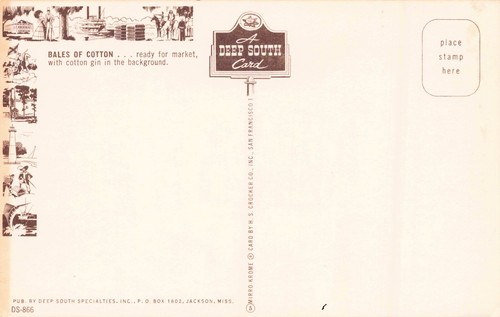 BALES OF COTTON . . . ready for market,
with cotton gin in the background.
A
DEEP SOUTH
Card
place
stamp
here
MIRRO-KROME ® CARD BY H. S. CROCKER CO., INC., SAN FRANCISCO 1
PUB. BY DEEP SOUTH SPECIALTIES, INC., P. O. BOX 1902, JACKSON, MISS.
DS-866